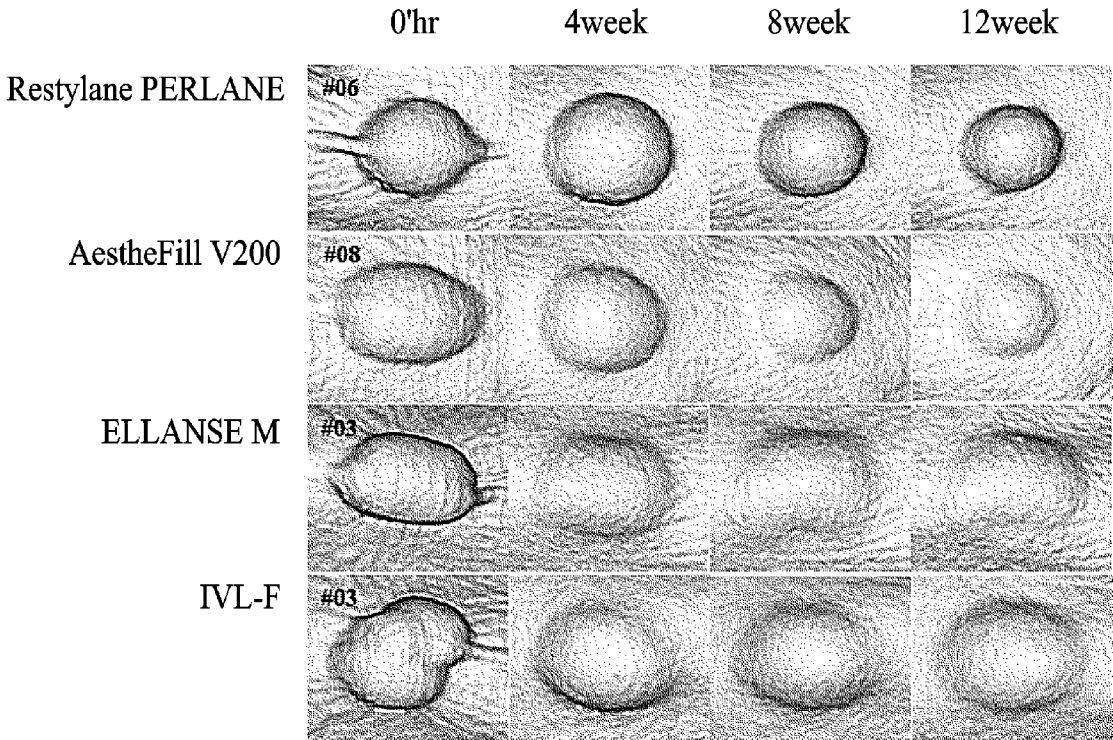 0'hr 4week 8week 12week
Restylane PERLANE #06
AestheFill V200 #08
ELLANSE M #03
IVL-F #03